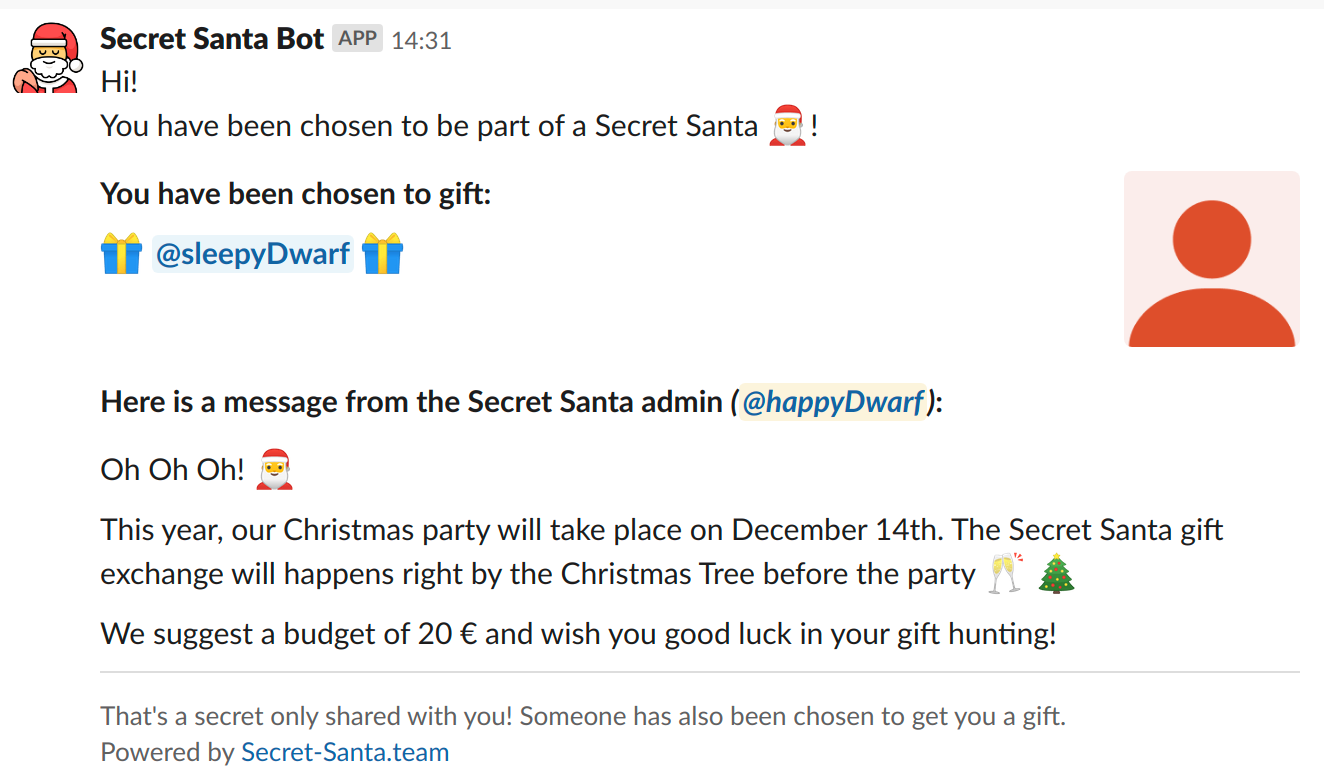 Secret Santa Bot APP 14:31
Hi!
You have been chosen to be part of a Secret Santa 🎅!
You have been chosen to gift:
🎁 @sleepyDwarf 🎁
Here is a message from the Secret Santa admin (@happyDwarf):
Oh Oh Oh! 🎅
This year, our Christmas party will take place on December 14th. The Secret Santa gift
exchange will happens right by the Christmas Tree before the party 🥂 🎄
We suggest a budget of 20 € and wish you good luck in your gift hunting!
That's a secret only shared with you! Someone has also been chosen to get you a gift.
Powered by Secret-Santa.team